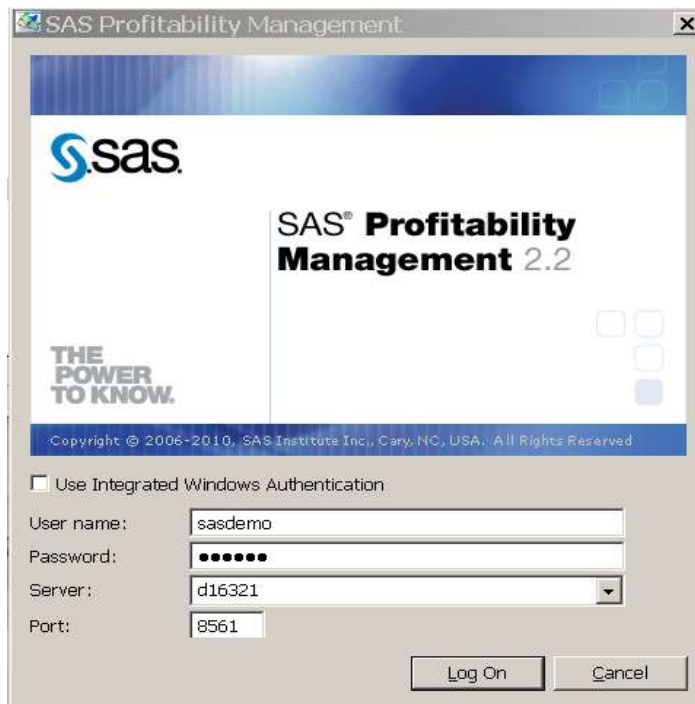 SAS Profitability Management
sas.
SAS® Profitability
Management 2.2
THE
POWER
TO KNOW.
Copyright © 2006-2010, SAS Institute Inc., Cary, NC, USA. All Rights Reserved
Use Integrated Windows Authentication
User name: sasdemo
Password: ●●●●●●
Server: d16321
Port: 8561
Log On Cancel